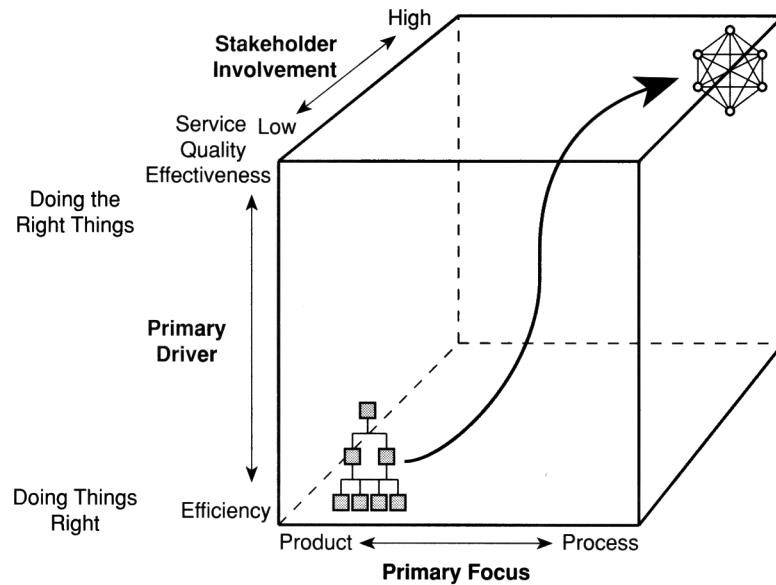 High
Stakeholder
Involvement
Low
Service
Quality
Effectiveness
Doing the
Right Things
Primary
Driver
Doing Things
Right
Efficiency
Product
Process
Primary Focus